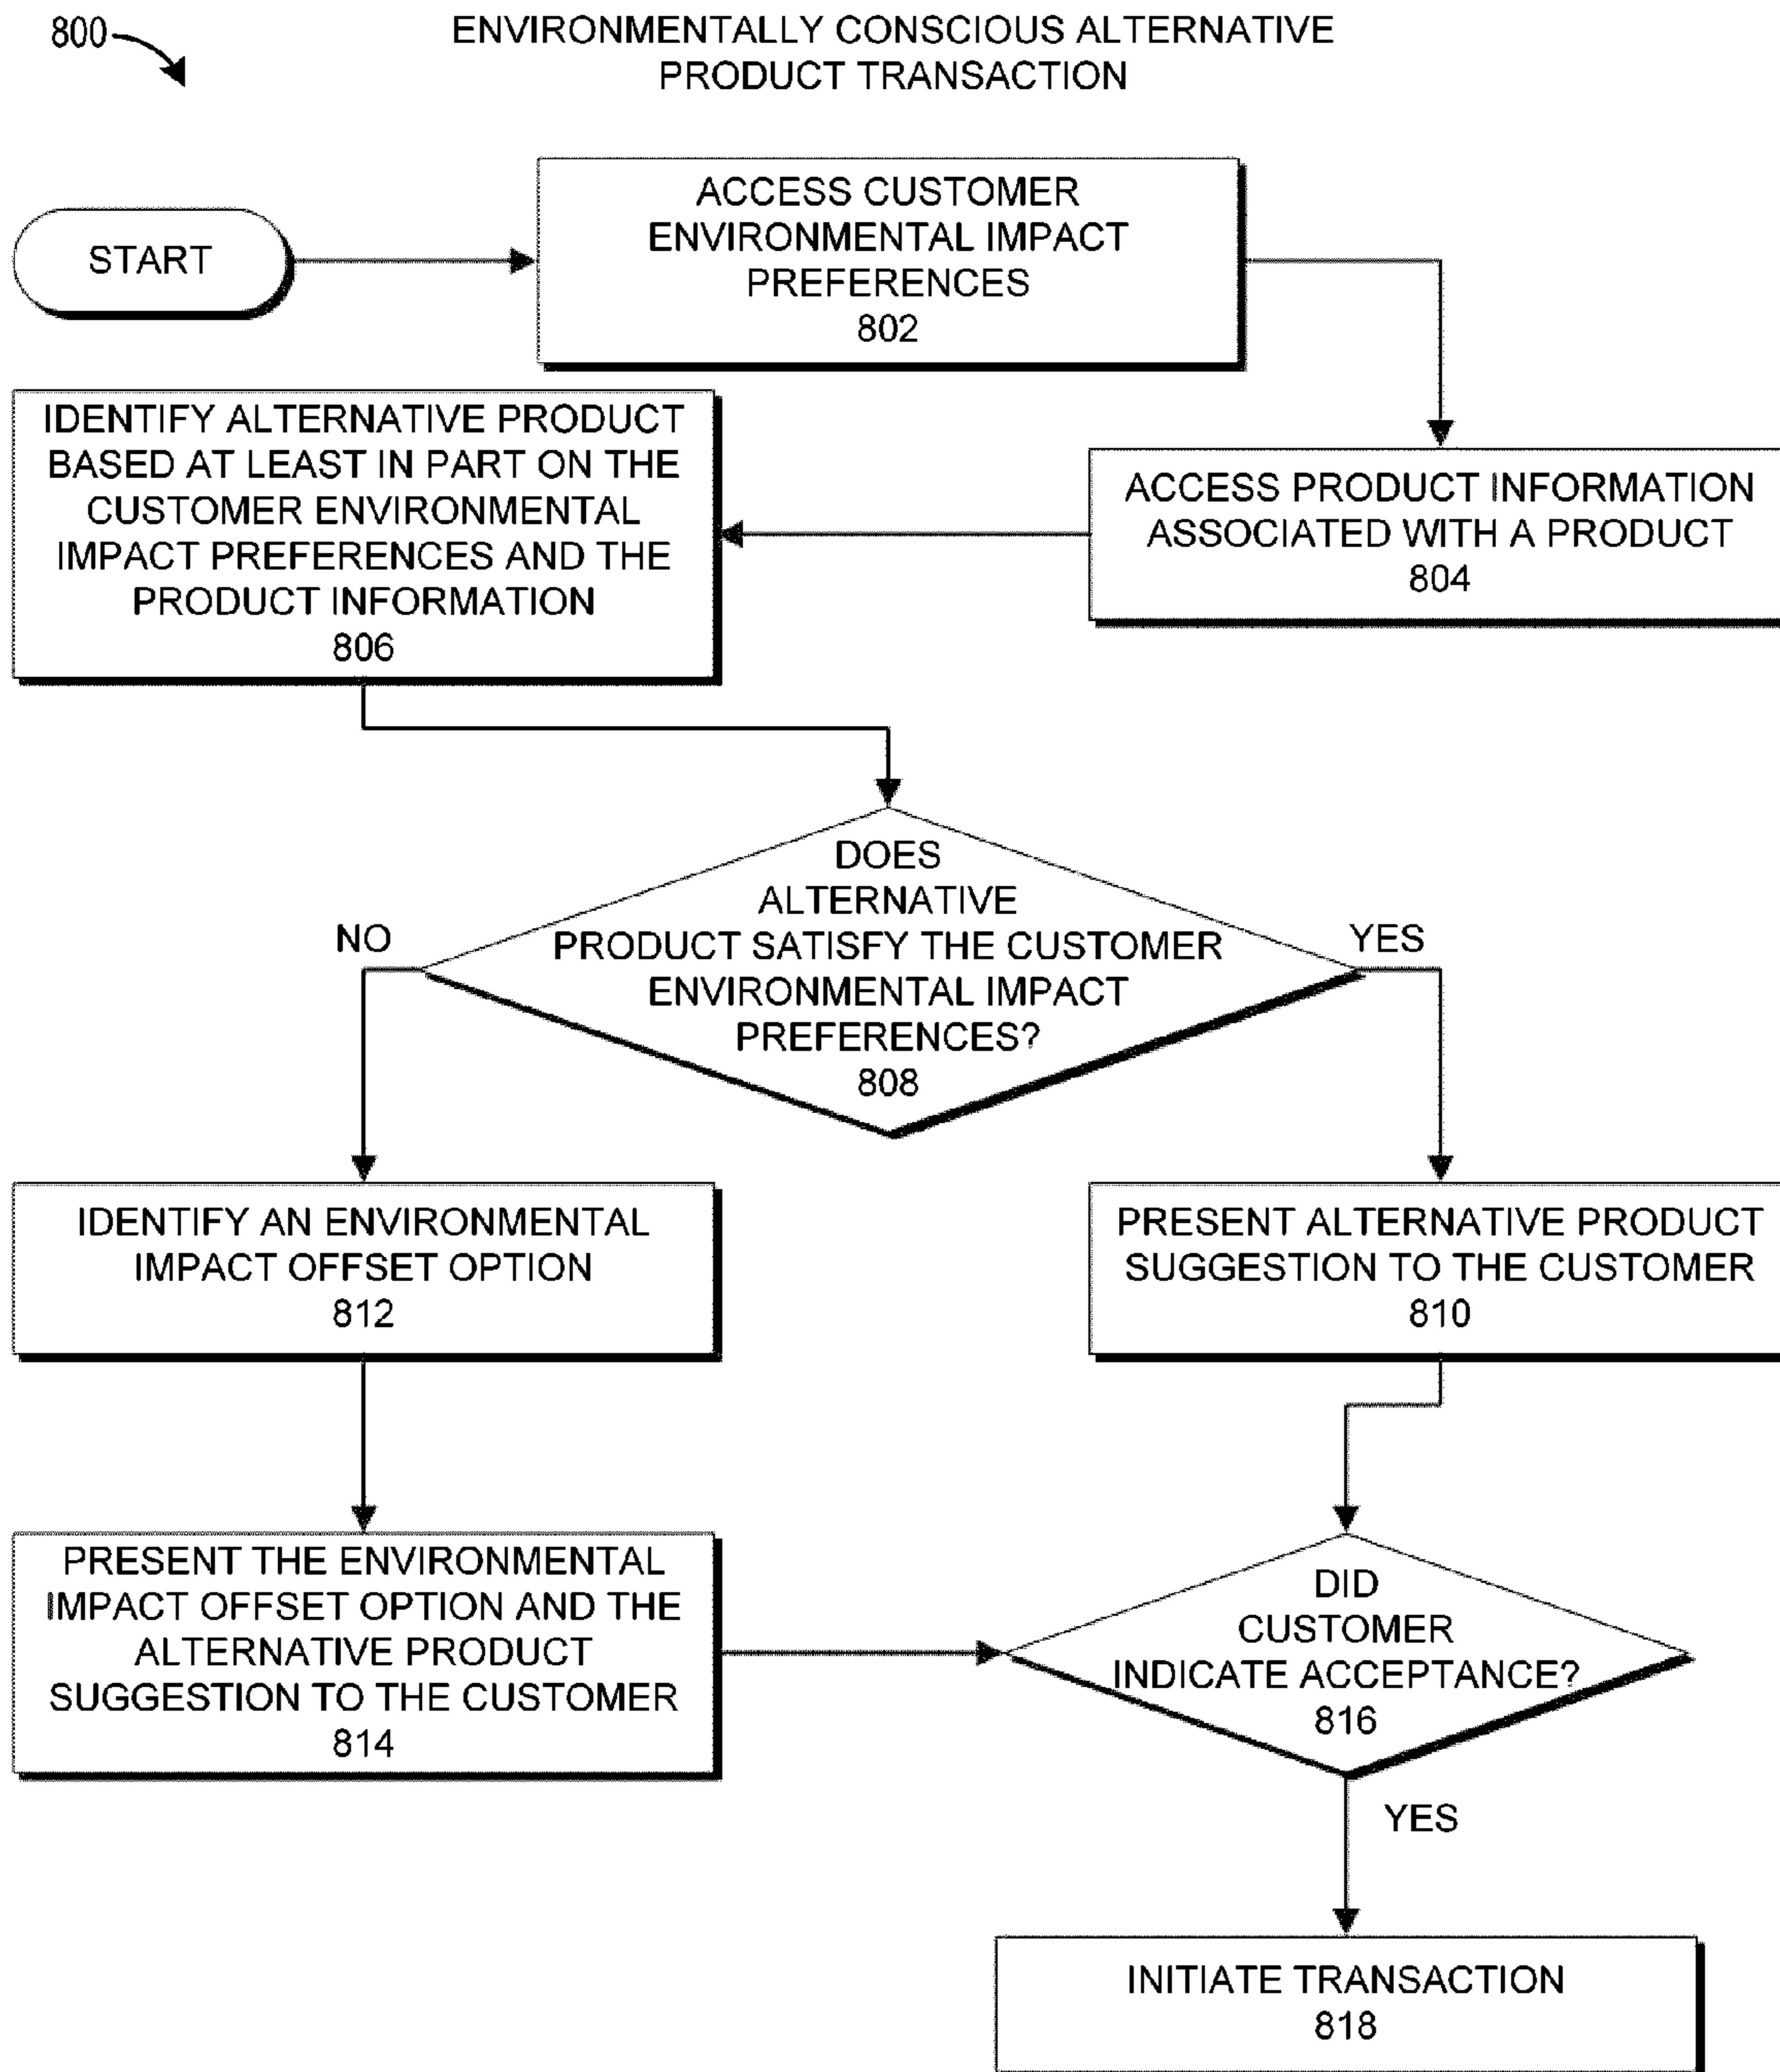 800
ENVIRONMENTALLY CONSCIOUS ALTERNATIVE
PRODUCT TRANSACTION
START
ACCESS CUSTOMER
ENVIRONMENTAL IMPACT
PREFERENCES
802
ACCESS PRODUCT INFORMATION
ASSOCIATED WITH A PRODUCT
804
IDENTIFY ALTERNATIVE PRODUCT
BASED AT LEAST IN PART ON THE
CUSTOMER ENVIRONMENTAL
IMPACT PREFERENCES AND THE
PRODUCT INFORMATION
806
DOES
ALTERNATIVE
PRODUCT SATISFY THE CUSTOMER
ENVIRONMENTAL IMPACT
PREFERENCES?
808
NO
YES
IDENTIFY AN ENVIRONMENTAL
IMPACT OFFSET OPTION
812
PRESENT ALTERNATIVE PRODUCT
SUGGESTION TO THE CUSTOMER
810
PRESENT THE ENVIRONMENTAL
IMPACT OFFSET OPTION AND THE
ALTERNATIVE PRODUCT
SUGGESTION TO THE CUSTOMER
814
DID
CUSTOMER
INDICATE ACCEPTANCE?
816
YES
INITIATE TRANSACTION
818